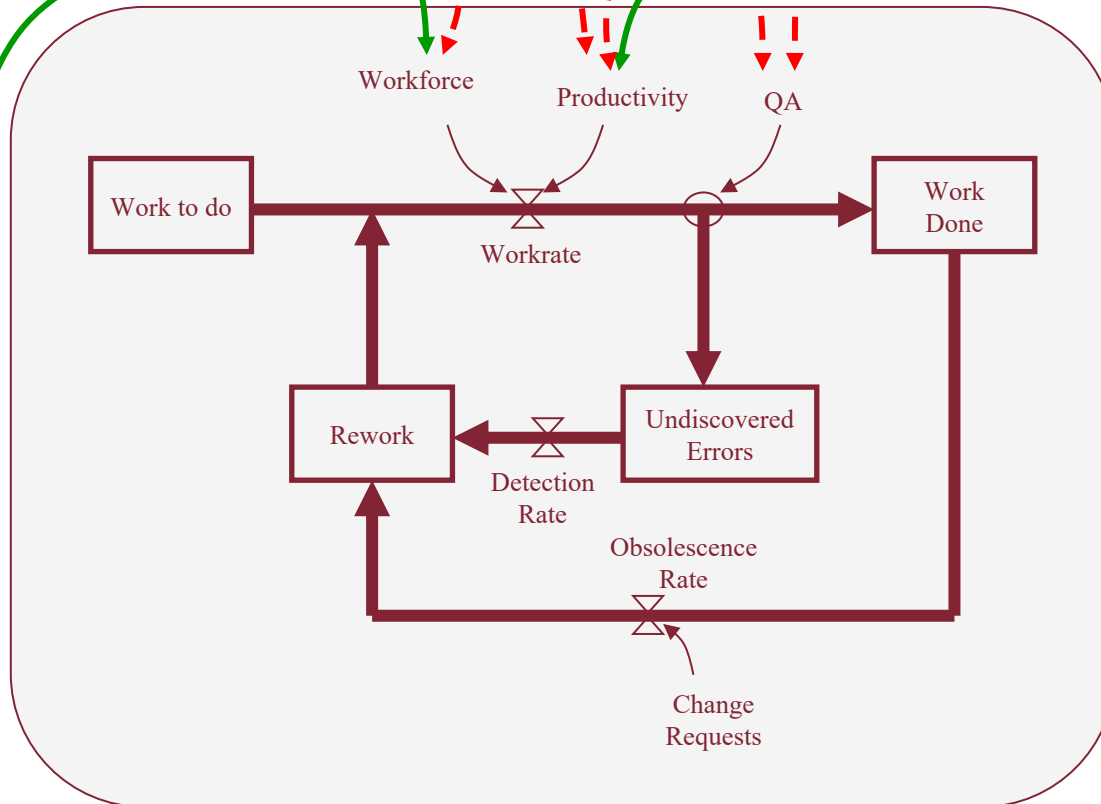 Workforce
Productivity
QA
Work to do
Work
Done
Workrate
Rework
Undiscovered
Errors
Detection
Rate
Obsolescence
Rate
Change
Requests